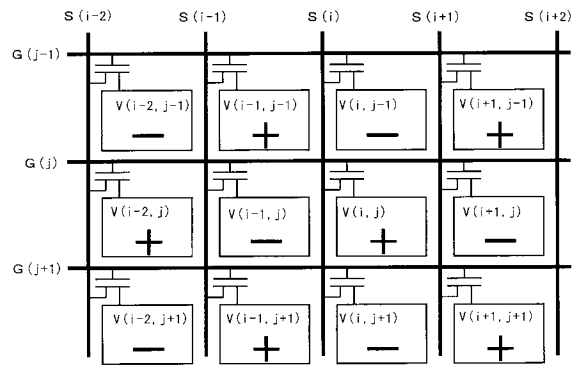 S(i-2) S(i-1) S(i) S(i+1) S(i+2)
G(j-1)
V(i-2, j-1) V(i-1, j-1) V(i, j-1) V(i+1, j-1)
− + − +
G(j)
V(i-2, j) V(i-1, j) V(i, j) V(i+1, j)
+ − + −
G(j+1)
V(i-2, j+1) V(i-1, j+1) V(i, j+1) V(i+1, j+1)
− + − +